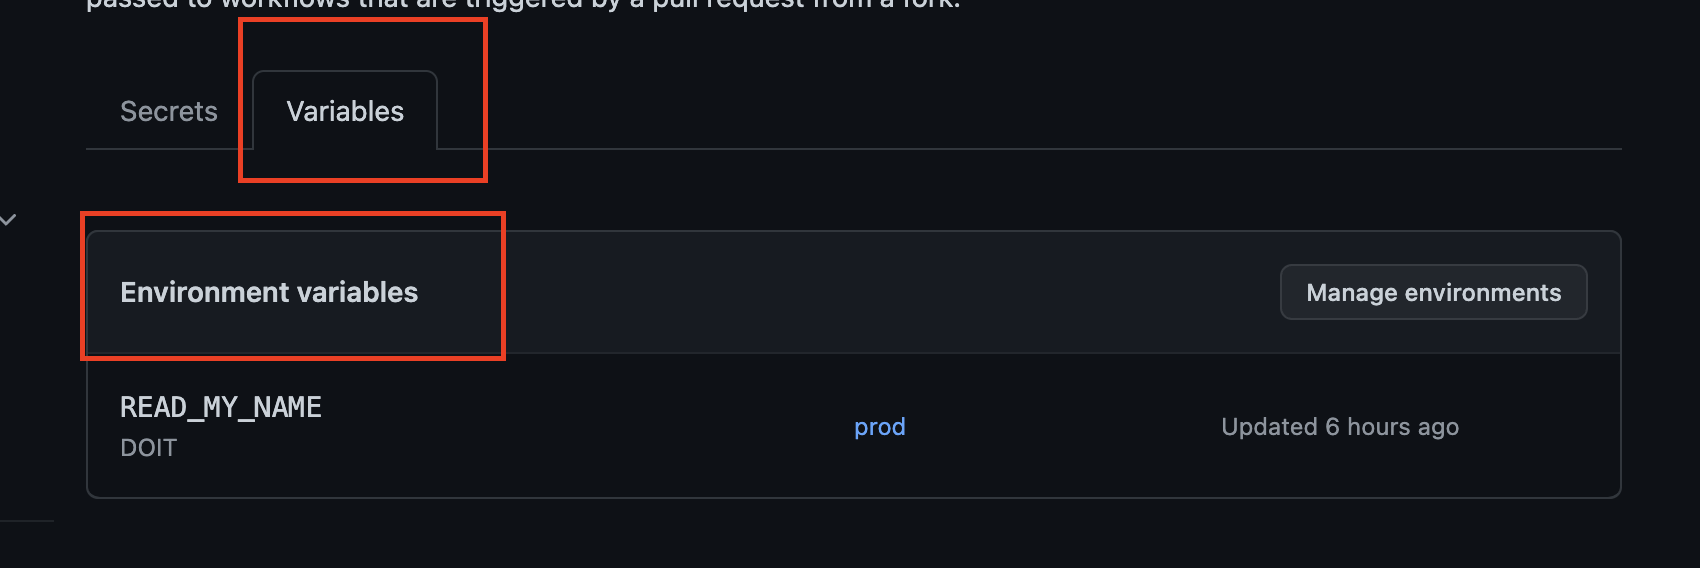 passed to workflows that are triggered by a pull request from a fork.
Secrets
Variables
Environment variables
Manage environments
READ_MY_NAME
DOIT
prod
Updated 6 hours ago